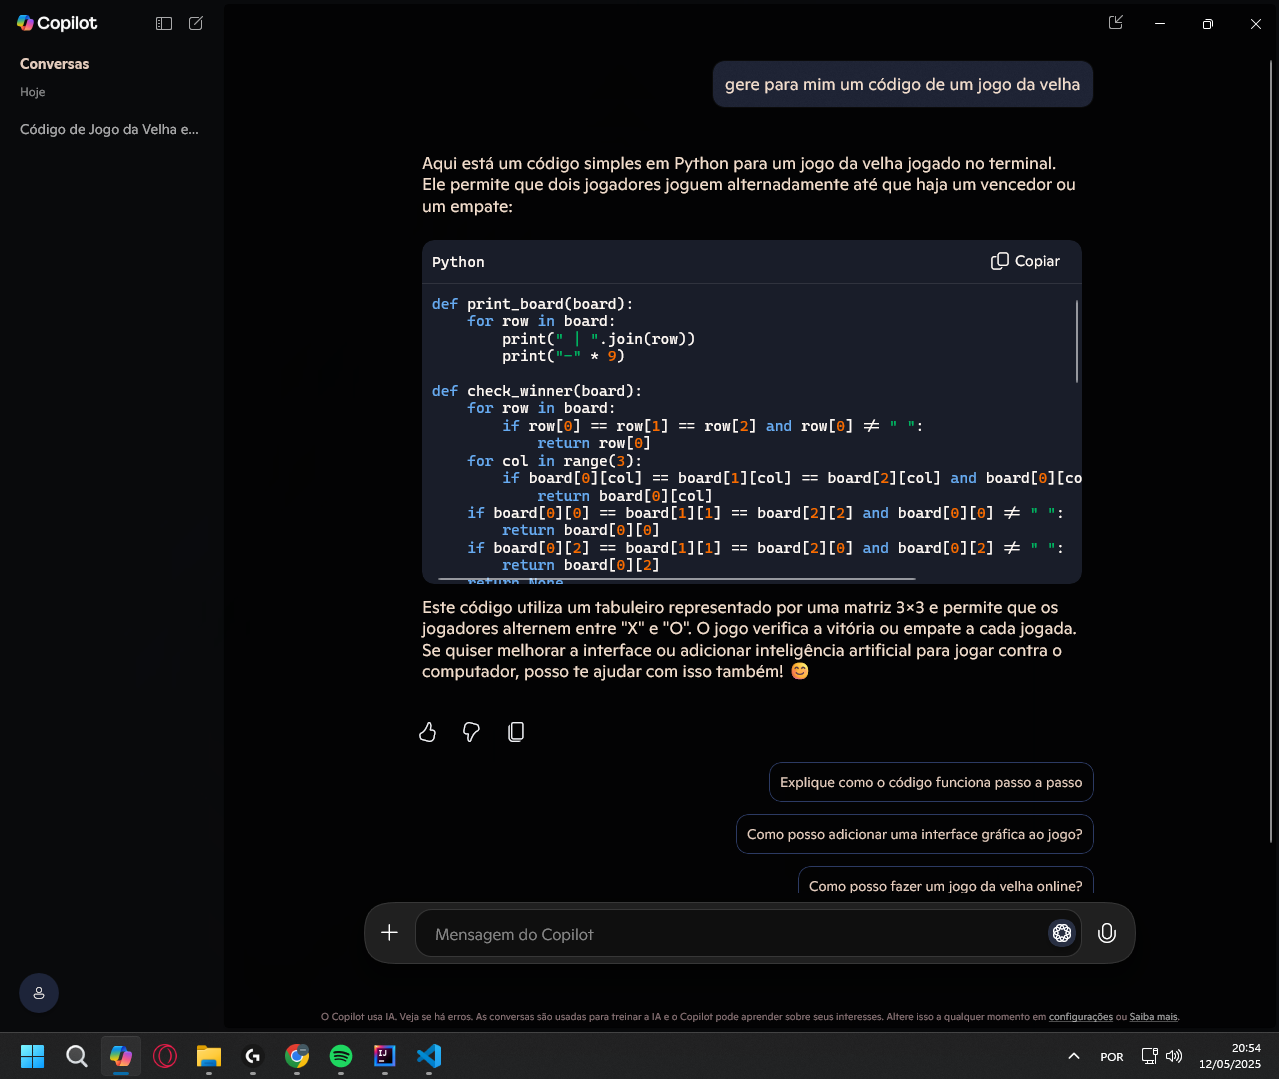 Copilot
Conversas
Hoje
Código de Jogo da Velha e...
gere para mim um código de um jogo da velha
Aqui está um código simples em Python para um jogo da velha jogado no terminal.
Ele permite que dois jogadores joguem alternadamente até que haja um vencedor ou
um empate:
Python
Copiar
def print_board(board):
    for row in board:
        print(" | ".join(row))
        print("-" * 9)
def check_winner(board):
    for row in board:
        if row[0] == row[1] == row[2] and row[0] != " ":
            return row[0]
    for col in range(3):
        if board[0][col] == board[1][col] == board[2][col] and board[0][co
            return board[0][col]
    if board[0][0] == board[1][1] == board[2][2] and board[0][0] != " ":
        return board[0][0]
    if board[0][2] == board[1][1] == board[2][0] and board[0][2] != " ":
        return board[0][2]
    return None
Este código utiliza um tabuleiro representado por uma matriz 3×3 e permite que os
jogadores alternem entre "X" e "O". O jogo verifica a vitória ou empate a cada jogada.
Se quiser melhorar a interface ou adicionar inteligência artificial para jogar contra o
computador, posso te ajudar com isso também! 😊
Explique como o código funciona passo a passo
Como posso adicionar uma interface gráfica ao jogo?
Como posso fazer um jogo da velha online?
Mensagem do Copilot
O Copilot usa IA. Veja se há erros. As conversas são usadas para treinar a IA e o Copilot pode aprender sobre seus interesses. Altere isso a qualquer momento em configurações ou Saiba mais.
POR
20:54
12/05/2025